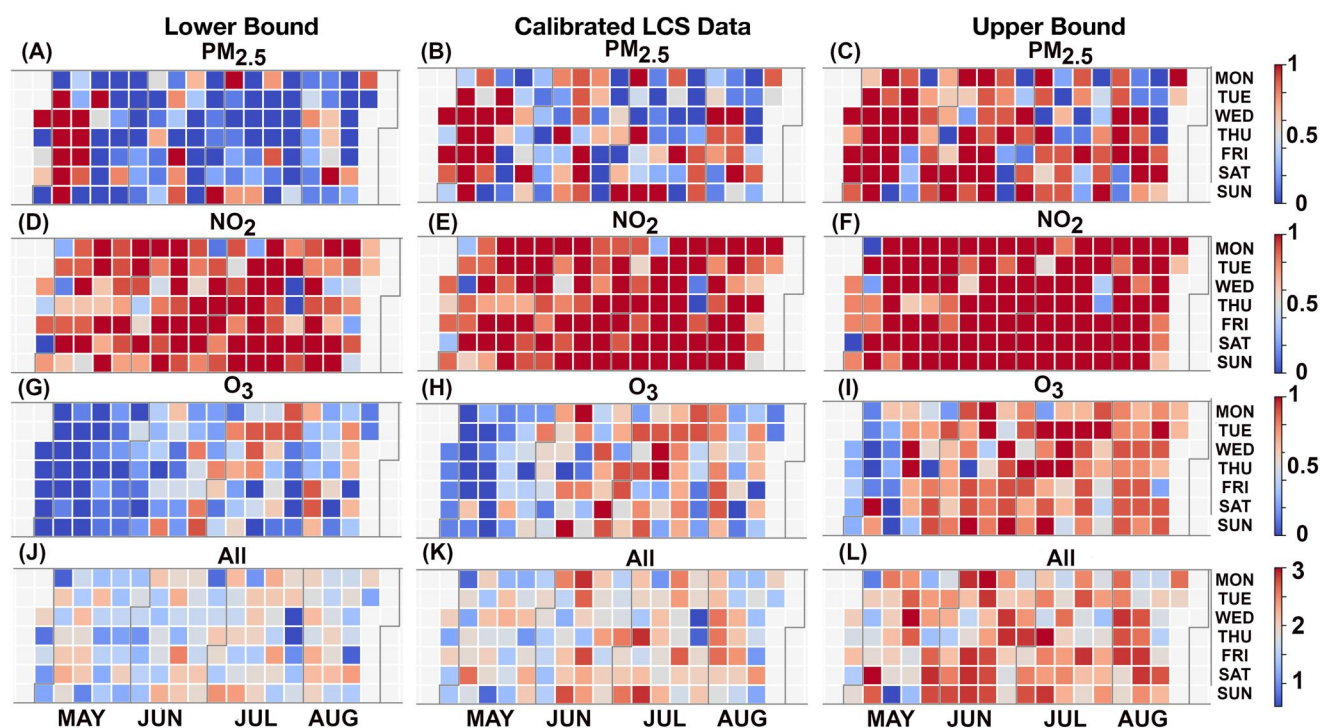 Lower Bound Calibrated LCS Data Upper Bound
(A) PM2.5 (B) PM2.5 (C) PM2.5
1
MON
TUE
WED
0.5
THU
FRI
SAT
SUN
0
(D) NO2 (E) NO2 (F) NO2
1
MON
TUE
WED
0.5
THU
FRI
SAT
SUN
0
(G) O3 (H) O3 (I) O3
1
MON
TUE
WED
0.5
THU
FRI
SAT
SUN
0
(J) All (K) All (L) All
3
MON
TUE
WED
2
THU
FRI
SAT
1
SUN
MAY JUN JUL AUG MAY JUN JUL AUG MAY JUN JUL AUG